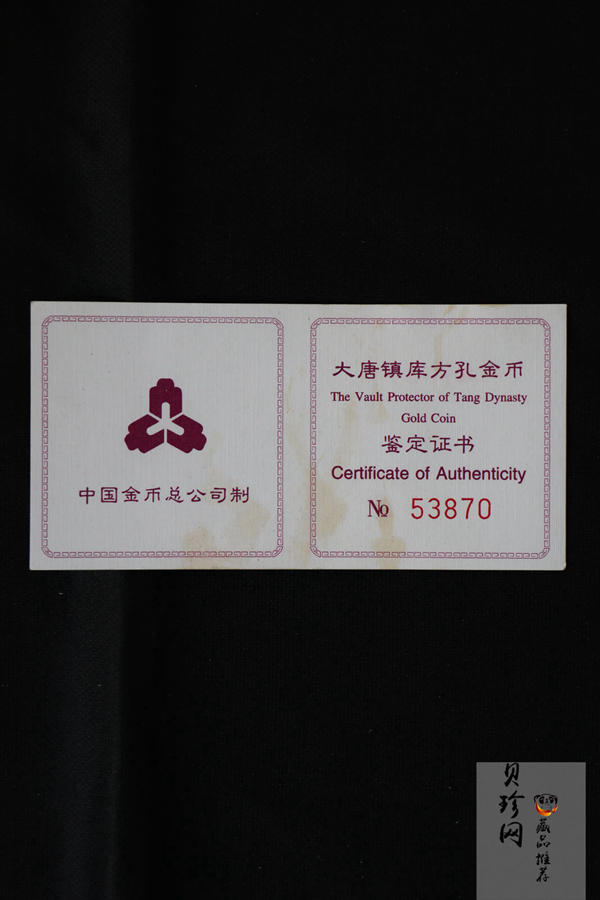 中国金币总公司制
大唐镇库方孔金币
The Vault Protector of Tang Dynasty
Gold Coin
鉴定证书
Certificate of Authenticity
№ 53870
贝珍网
藏品推荐